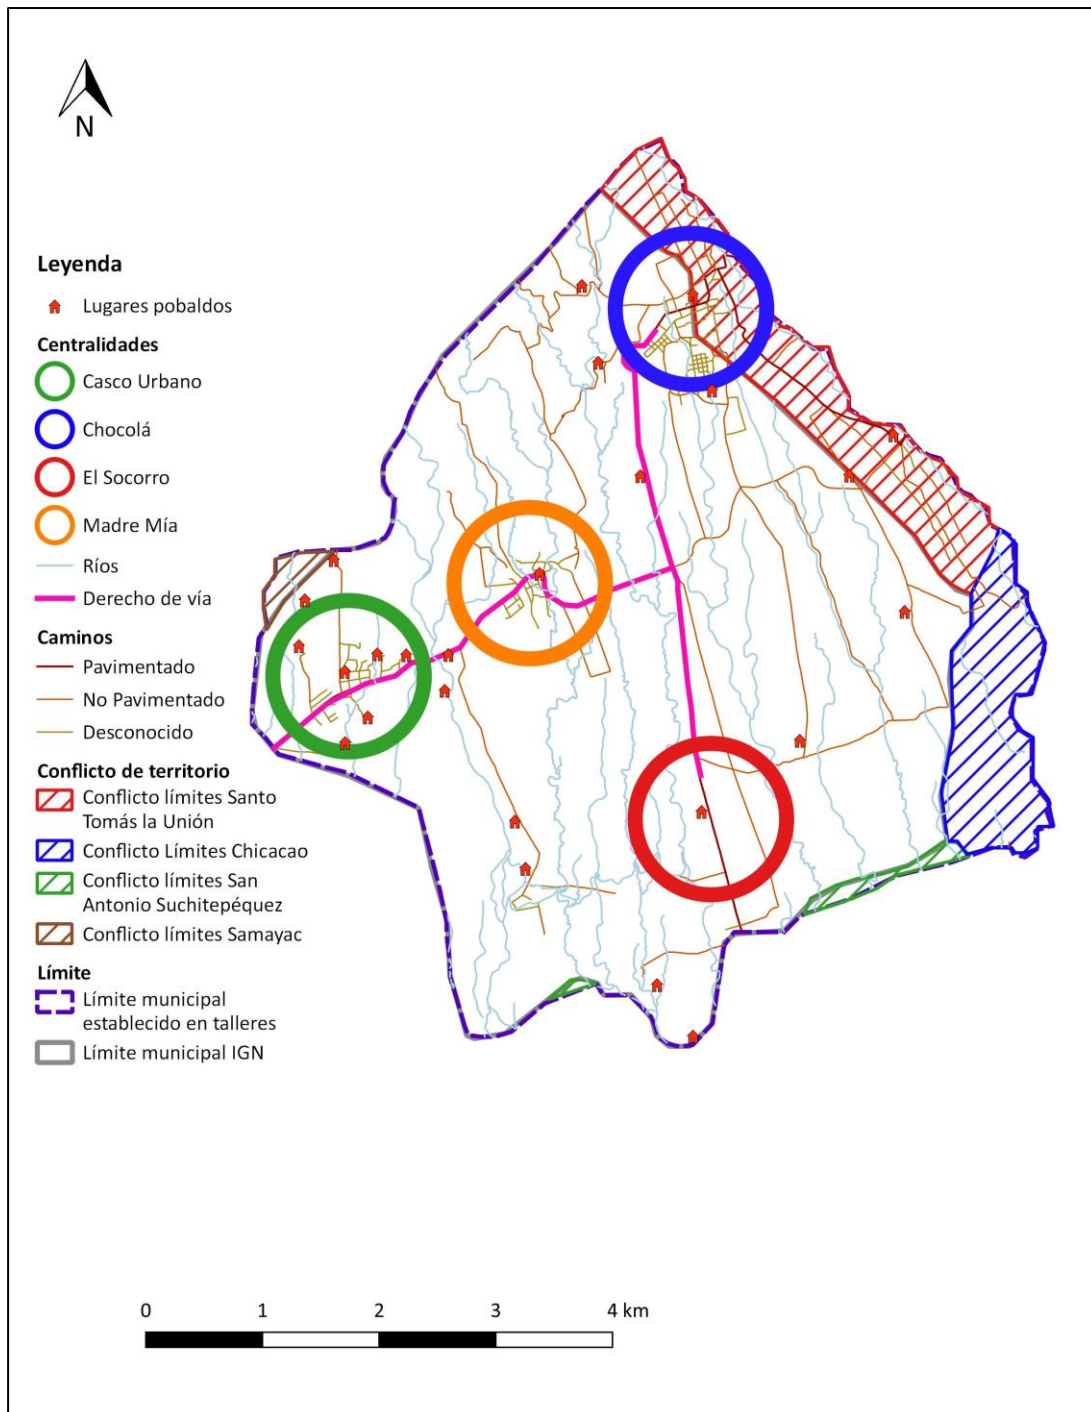 N
Leyenda
Lugares pobaldos
Centralidades
Casco Urbano
Chocolá
El Socorro
Madre Mía
Ríos
Derecho de vía
Caminos
Pavimentado
No Pavimentado
Desconocido
Conflicto de territorio
Conflicto límites Santo
Tomás la Unión
Conflicto Límites Chicacao
Conflicto límites San
Antonio Suchitepéquez
Conflicto límites Samayac
Límite
Límite municipal
establecido en talleres
Límite municipal IGN
0 1 2 3 4 km